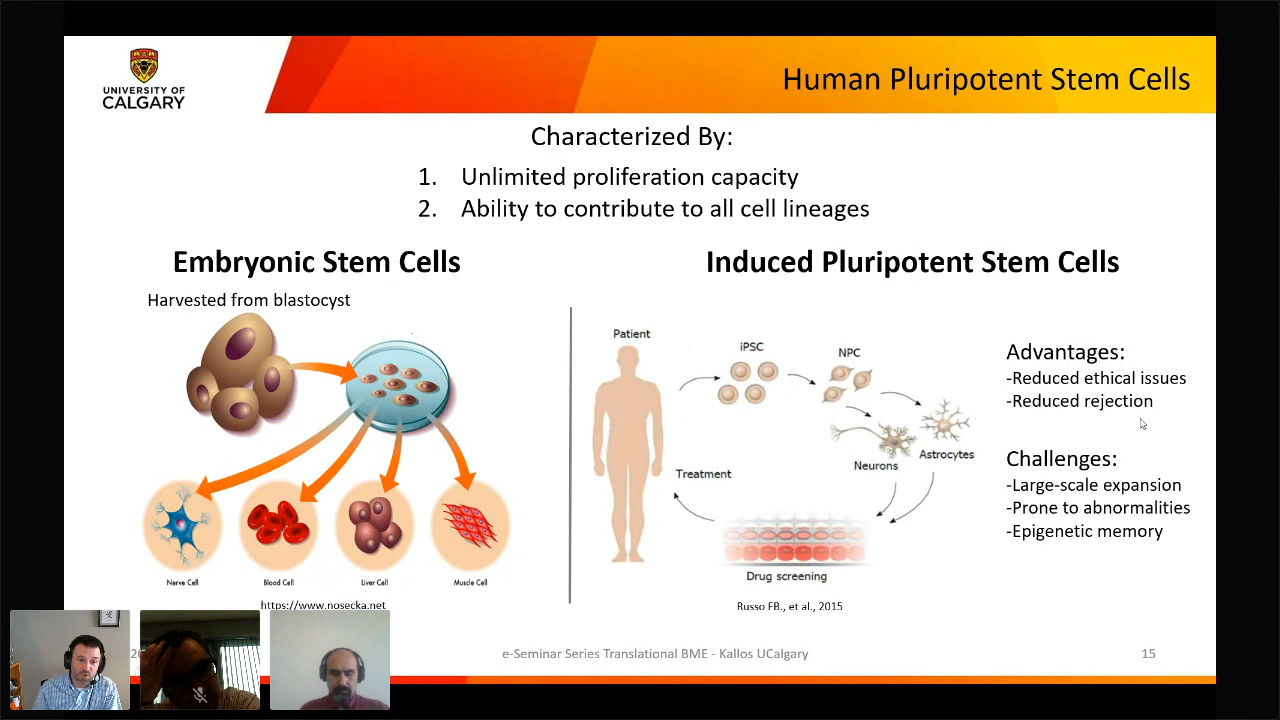 UNIVERSITY OF
CALGARY
Human Pluripotent Stem Cells
Characterized By:
1. Unlimited proliferation capacity
2. Ability to contribute to all cell lineages
Embryonic Stem Cells
Harvested from blastocyst
Nerve Cell
Blood Cell
Liver Cell
Muscle Cell
https://www.nosecka.net
Induced Pluripotent Stem Cells
Patient
iPSC
NPC
Neurons
Astrocytes
Treatment
Drug screening
Russo FB., et al., 2015
Advantages:
-Reduced ethical issues
-Reduced rejection
Challenges:
-Large-scale expansion
-Prone to abnormalities
-Epigenetic memory
e-Seminar Series Translational BME - Kallos UCalgary
15